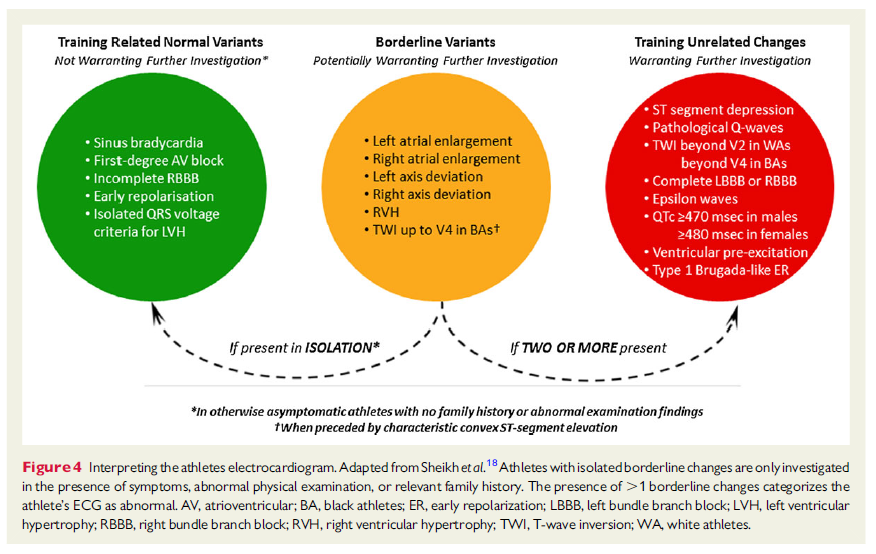 Training Related Normal Variants
Not Warranting Further Investigation*
Borderline Variants
Potentially Warranting Further Investigation
Training Unrelated Changes
Warranting Further Investigation
• Sinus bradycardia
• First-degree AV block
• Incomplete RBBB
• Early repolarisation
• Isolated QRS voltage
criteria for LVH
• Left atrial enlargement
• Right atrial enlargement
• Left axis deviation
• Right axis deviation
• RVH
• TWI up to V4 in BAs†
• ST segment depression
• Pathological Q-waves
• TWI beyond V2 in WAs
beyond V4 in BAs
• Complete LBBB or RBBB
• Epsilon waves
• QTc ≥470 msec in males
≥480 msec in females
• Ventricular pre-excitation
• Type 1 Brugada-like ER
If present in ISOLATION*
If TWO OR MORE present
*In otherwise asymptomatic athletes with no family history or abnormal examination findings
†When preceded by characteristic convex ST-segment elevation
Figure 4 Interpreting the athletes electrocardiogram. Adapted from Sheikh et al.18 Athletes with isolated borderline changes are only investigated
in the presence of symptoms, abnormal physical examination, or relevant family history. The presence of >1 borderline changes categorizes the
athlete's ECG as abnormal. AV, atrioventricular; BA, black athletes; ER, early repolarization; LBBB, left bundle branch block; LVH, left ventricular
hypertrophy; RBBB, right bundle branch block; RVH, right ventricular hypertrophy; TWI, T-wave inversion; WA, white athletes.